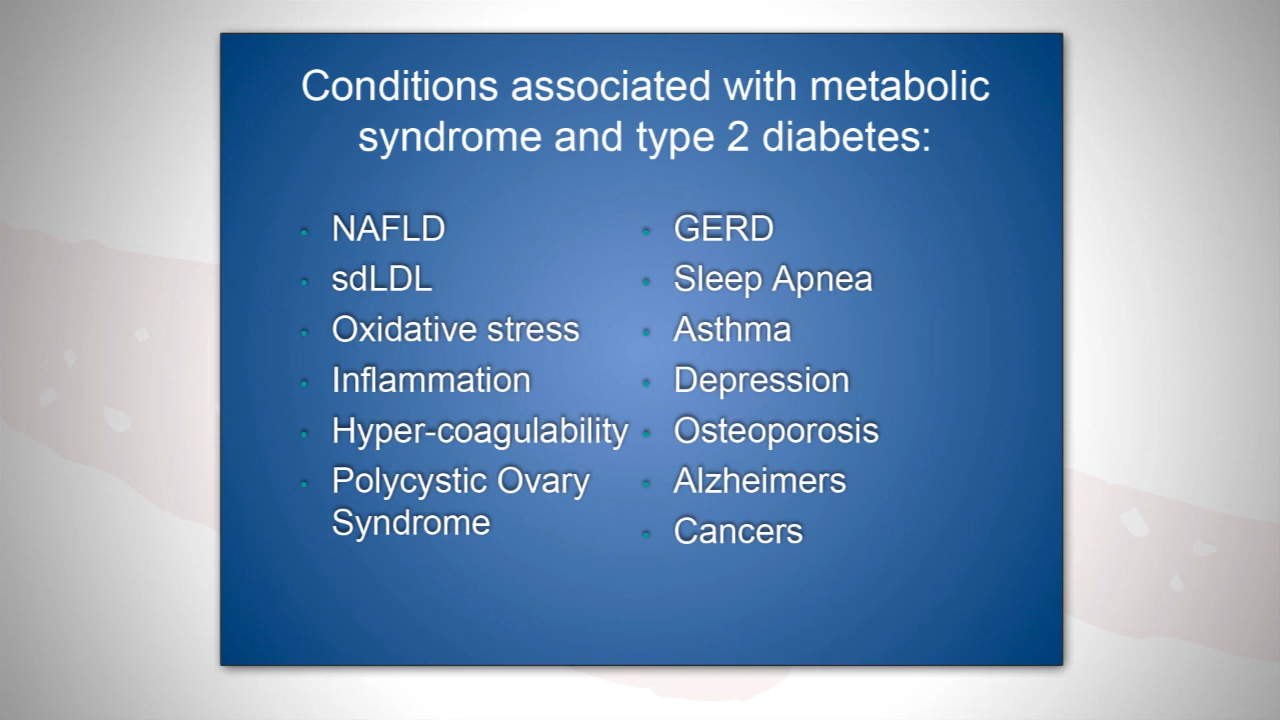 Conditions associated with metabolic
syndrome and type 2 diabetes:
NAFLD
sdLDL
Oxidative stress
Inflammation
Hyper-coagulability
Polycystic Ovary
Syndrome
GERD
Sleep Apnea
Asthma
Depression
Osteoporosis
Alzheimers
Cancers